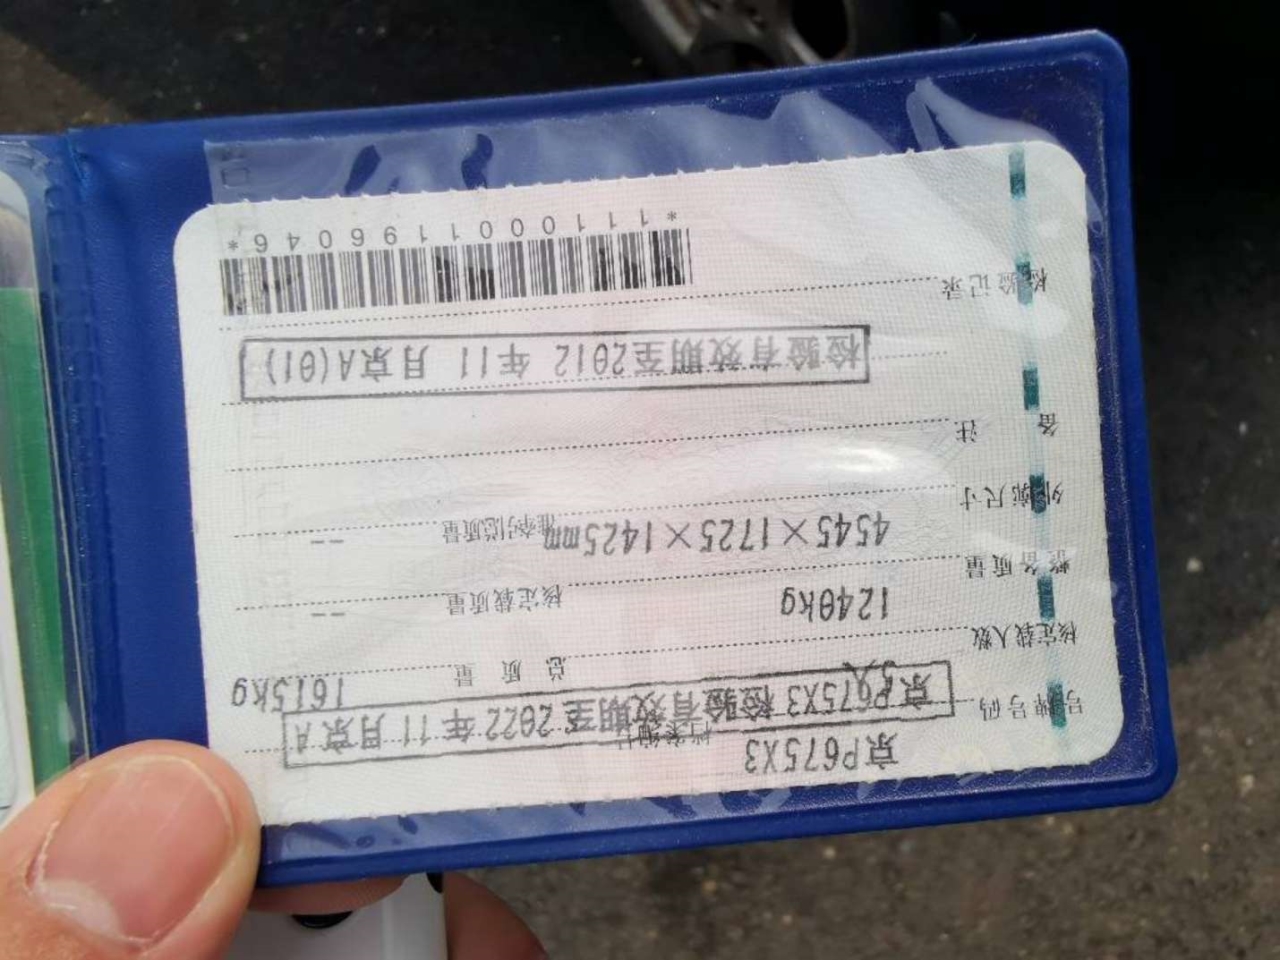 号牌号码 京P675X3 档案编号
京P675X3 检验有效期至2022 年11 月京A
核定载人数 5人 总 质 量 1615kg
整备质量 1240kg 核定载质量 --
外廓尺寸 4545×1725×1425mm 准牵引总质量 --
备 注
检验有效期至2012 年11 月京A(01)
检验记录
*1110001196046*